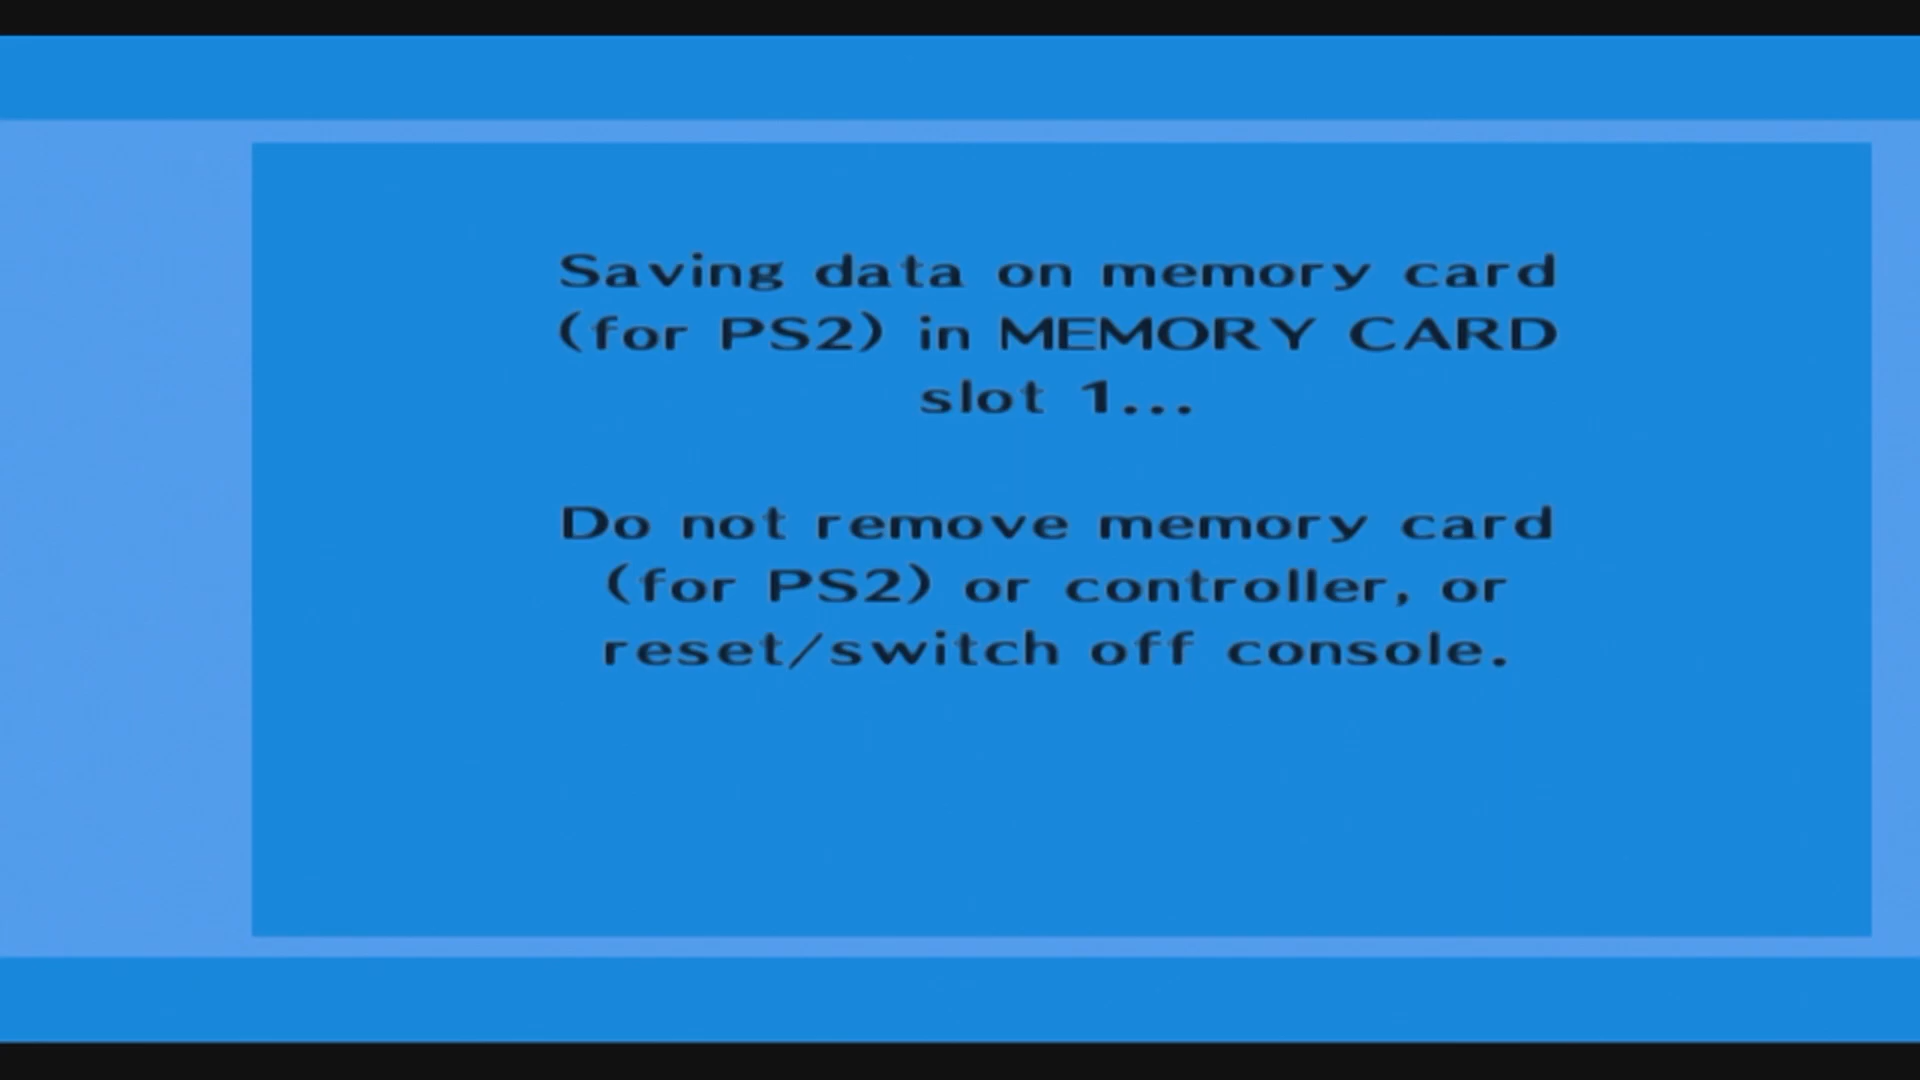 Saving data on memory card
(for PS2) in MEMORY CARD
slot 1...
Do not remove memory card
(for PS2) or controller, or
reset/switch off console.